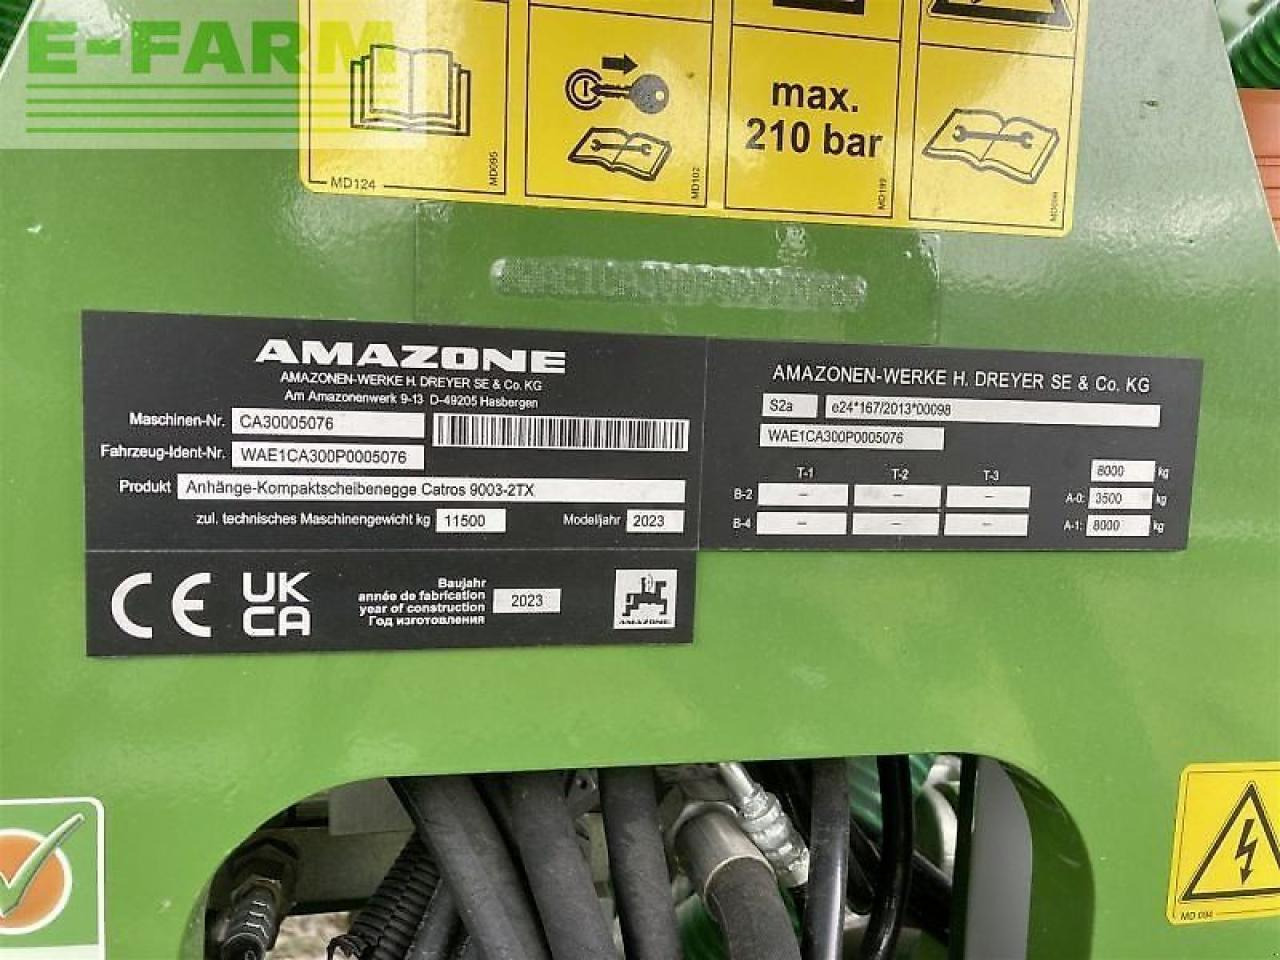 E-FARM
max.
210 bar
MD124
MD095
MD102
MD199
AMAZONE
AMAZONEN-WERKE H. DREYER SE & Co. KG
Am Amazonenwerk 9-13 D-49205 Hasbergen
Maschinen-Nr. CA30005076
Fahrzeug-Ident-Nr. WAE1CA300P0005076
Produkt Anhänge-Kompaktscheibenegge Catros 9003-2TX
zul. technisches Maschinengewicht kg 11500 Modelljahr 2023
CE UK CA
Baujahr
année de fabrication
year of construction 2023
Год изготовления
AMAZONE
AMAZONEN-WERKE H. DREYER SE & Co. KG
S2a e24*167/2013*00098
WAE1CA300P0005076
T-1 T-2 T-3 8000 kg
B-2 – – – A-0: 3500 kg
B-4 – – – A-1: 8000 kg
MD 094